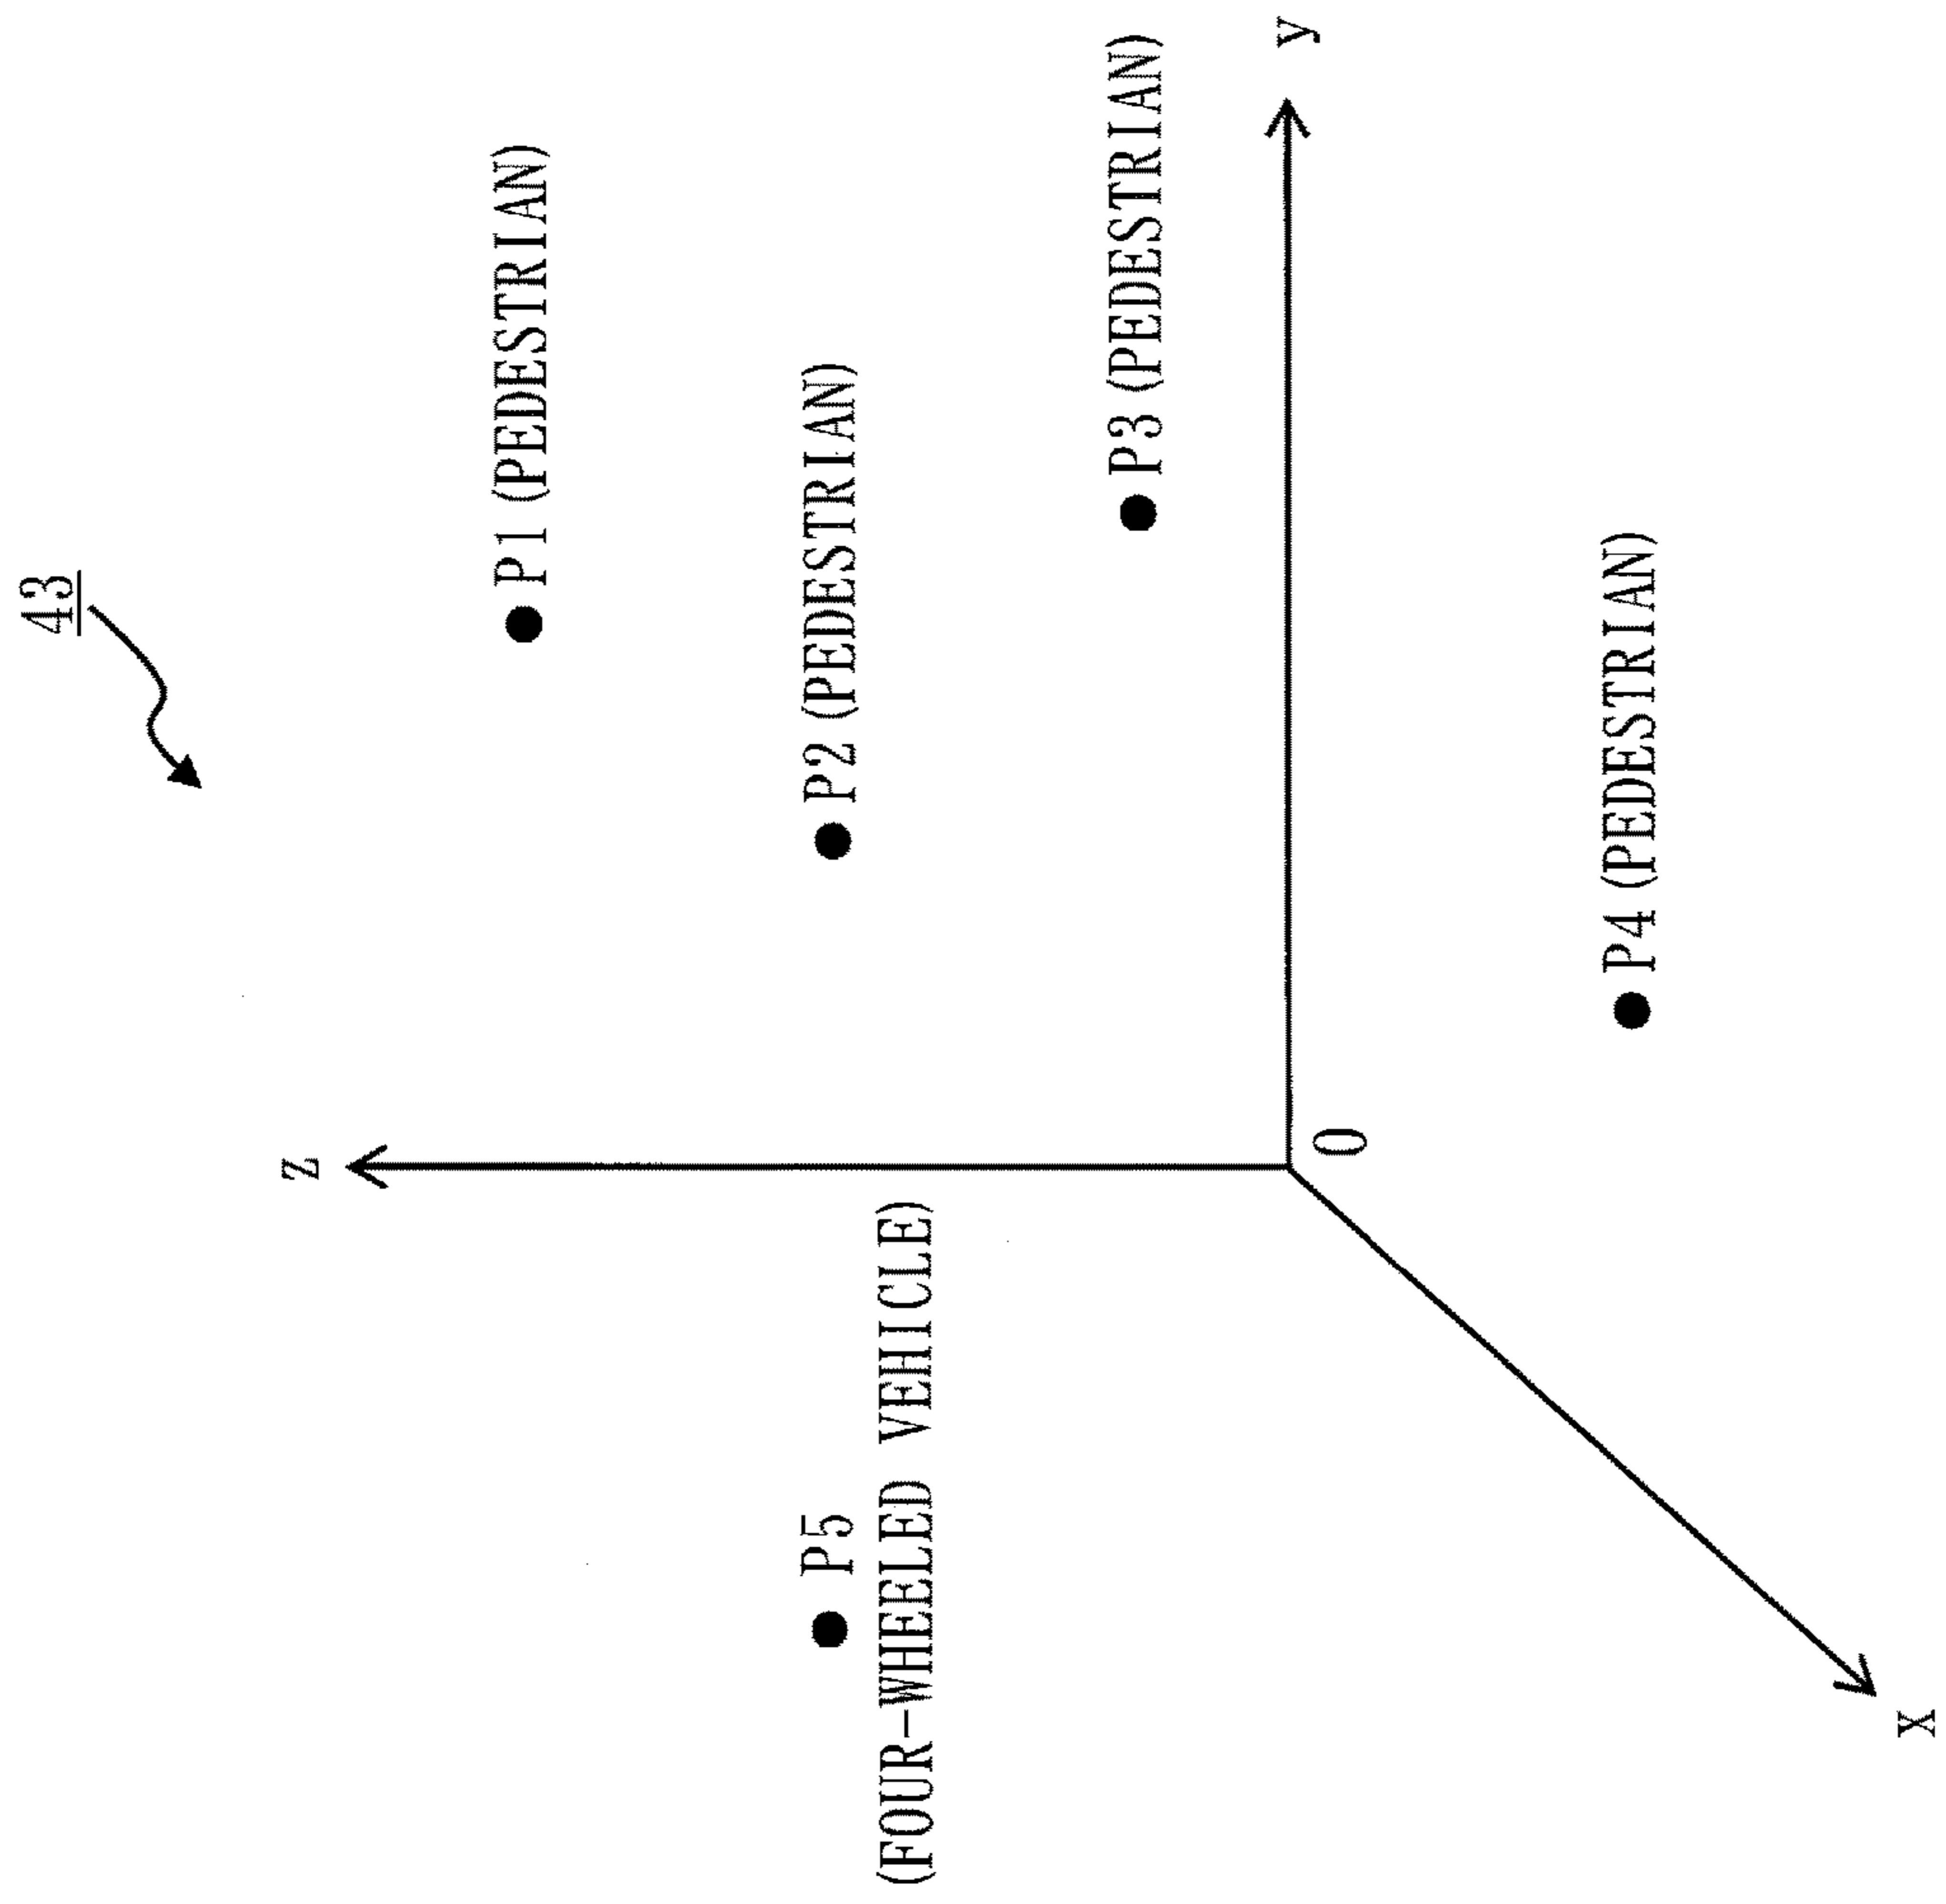 43
z
P1 (PEDESTRIAN)
P2 (PEDESTRIAN)
P5
(FOUR-WHEELED VEHICLE)
P3 (PEDESTRIAN)
y
0
P4 (PEDESTRIAN)
x